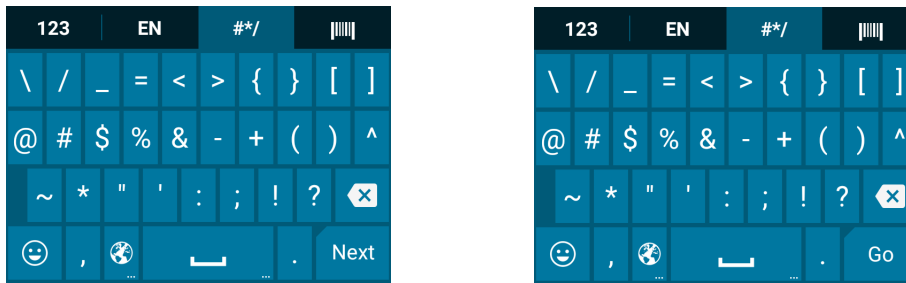 123 EN #*/
\ / _ = < > { } [ ]
@ # $ % & - + ( ) ^
~ * " ' : ; ! ?
, . Next
123 EN #*/
\ / _ = < > { } [ ]
@ # $ % & - + ( ) ^
~ * " ' : ; ! ?
, . Go